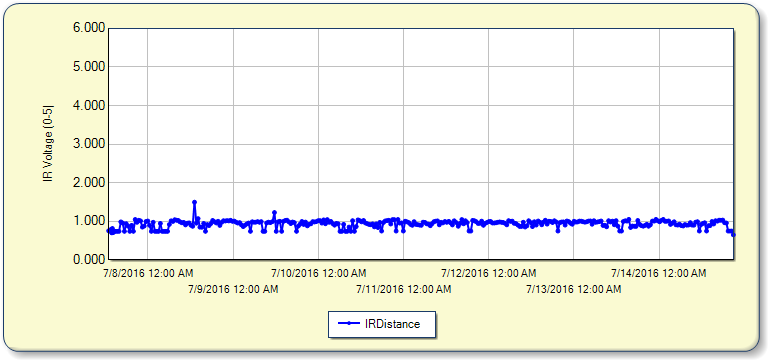 6.000
5.000
4.000
3.000
2.000
1.000
0.000
IR Voltage (0-5|
7/8/2016 12:00 AM
7/9/2016 12:00 AM
7/10/2016 12:00 AM
7/11/2016 12:00 AM
7/12/2016 12:00 AM
7/13/2016 12:00 AM
7/14/2016 12:00 AM
IRDistance